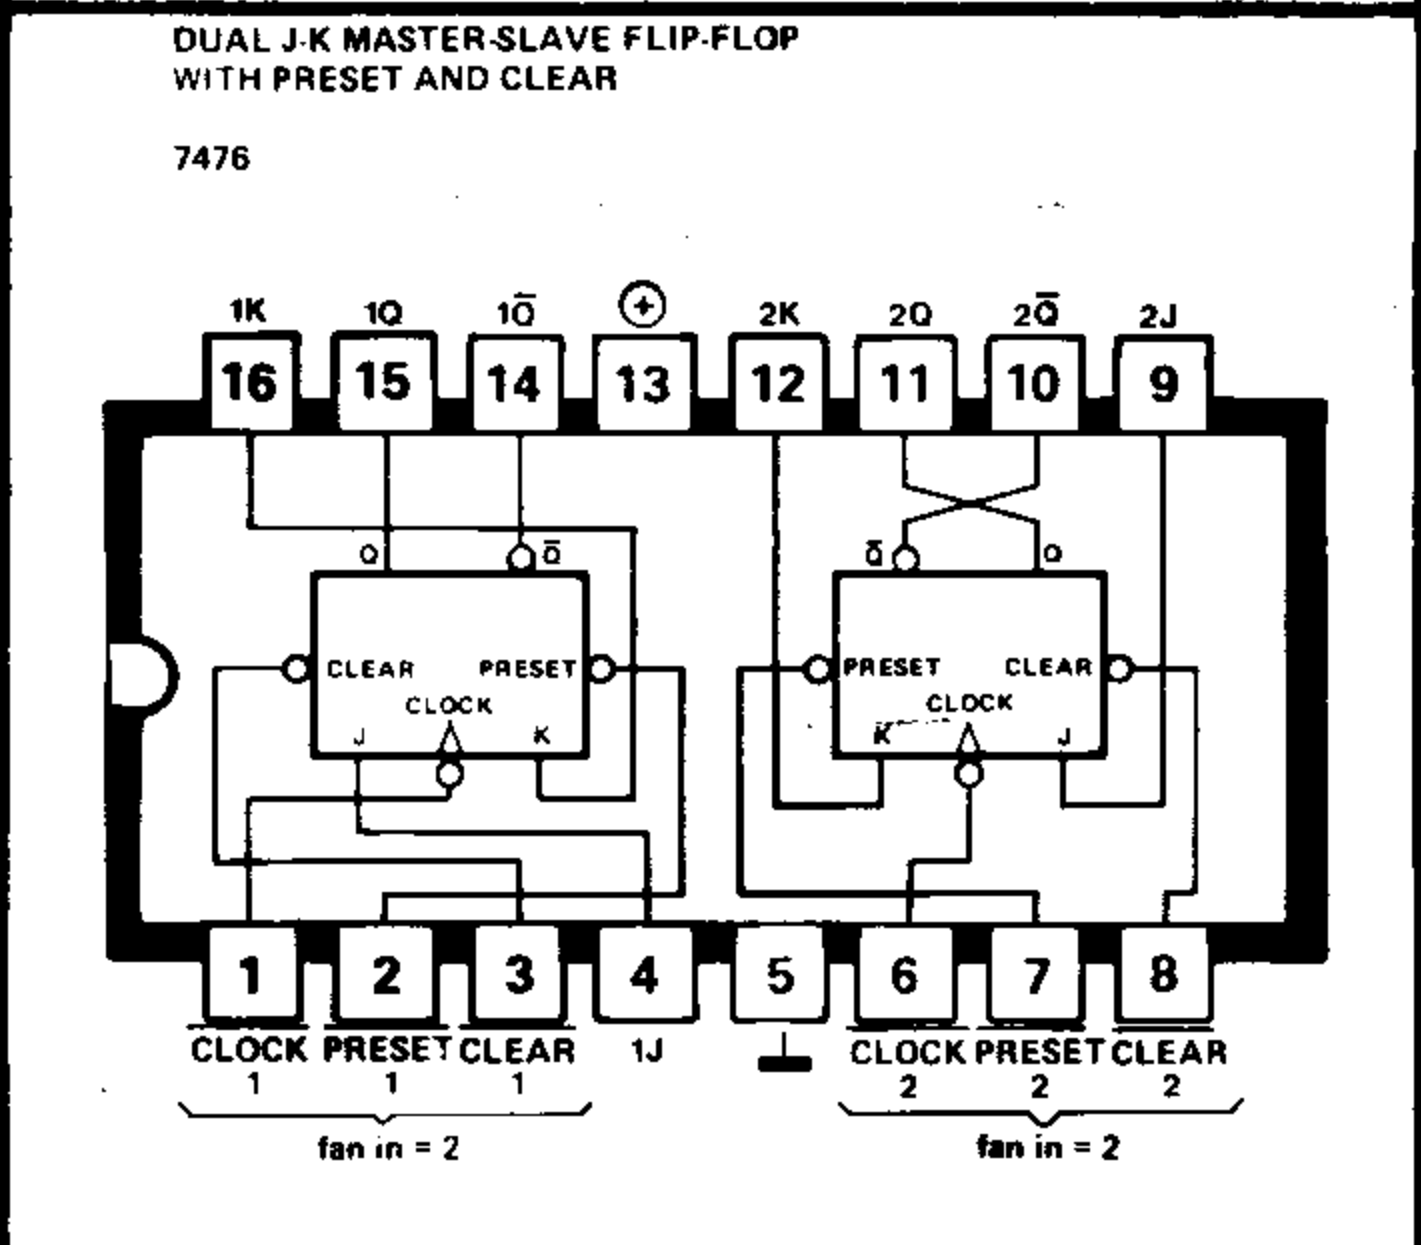 DUAL J-K MASTER-SLAVE FLIP-FLOP
WITH PRESET AND CLEAR
7476
1K 1Q 1Q̅ + 2K 2Q 2Q̅ 2J
16 15 14 13 12 11 10 9
Q Q̅ Q̅ Q
CLEAR PRESET PRESET CLEAR
CLOCK CLOCK
J K K J
1 2 3 4 5 6 7 8
CLOCK PRESET CLEAR 1J CLOCK PRESET CLEAR
1 1 1 2 2 2
fan in = 2 fan in = 2